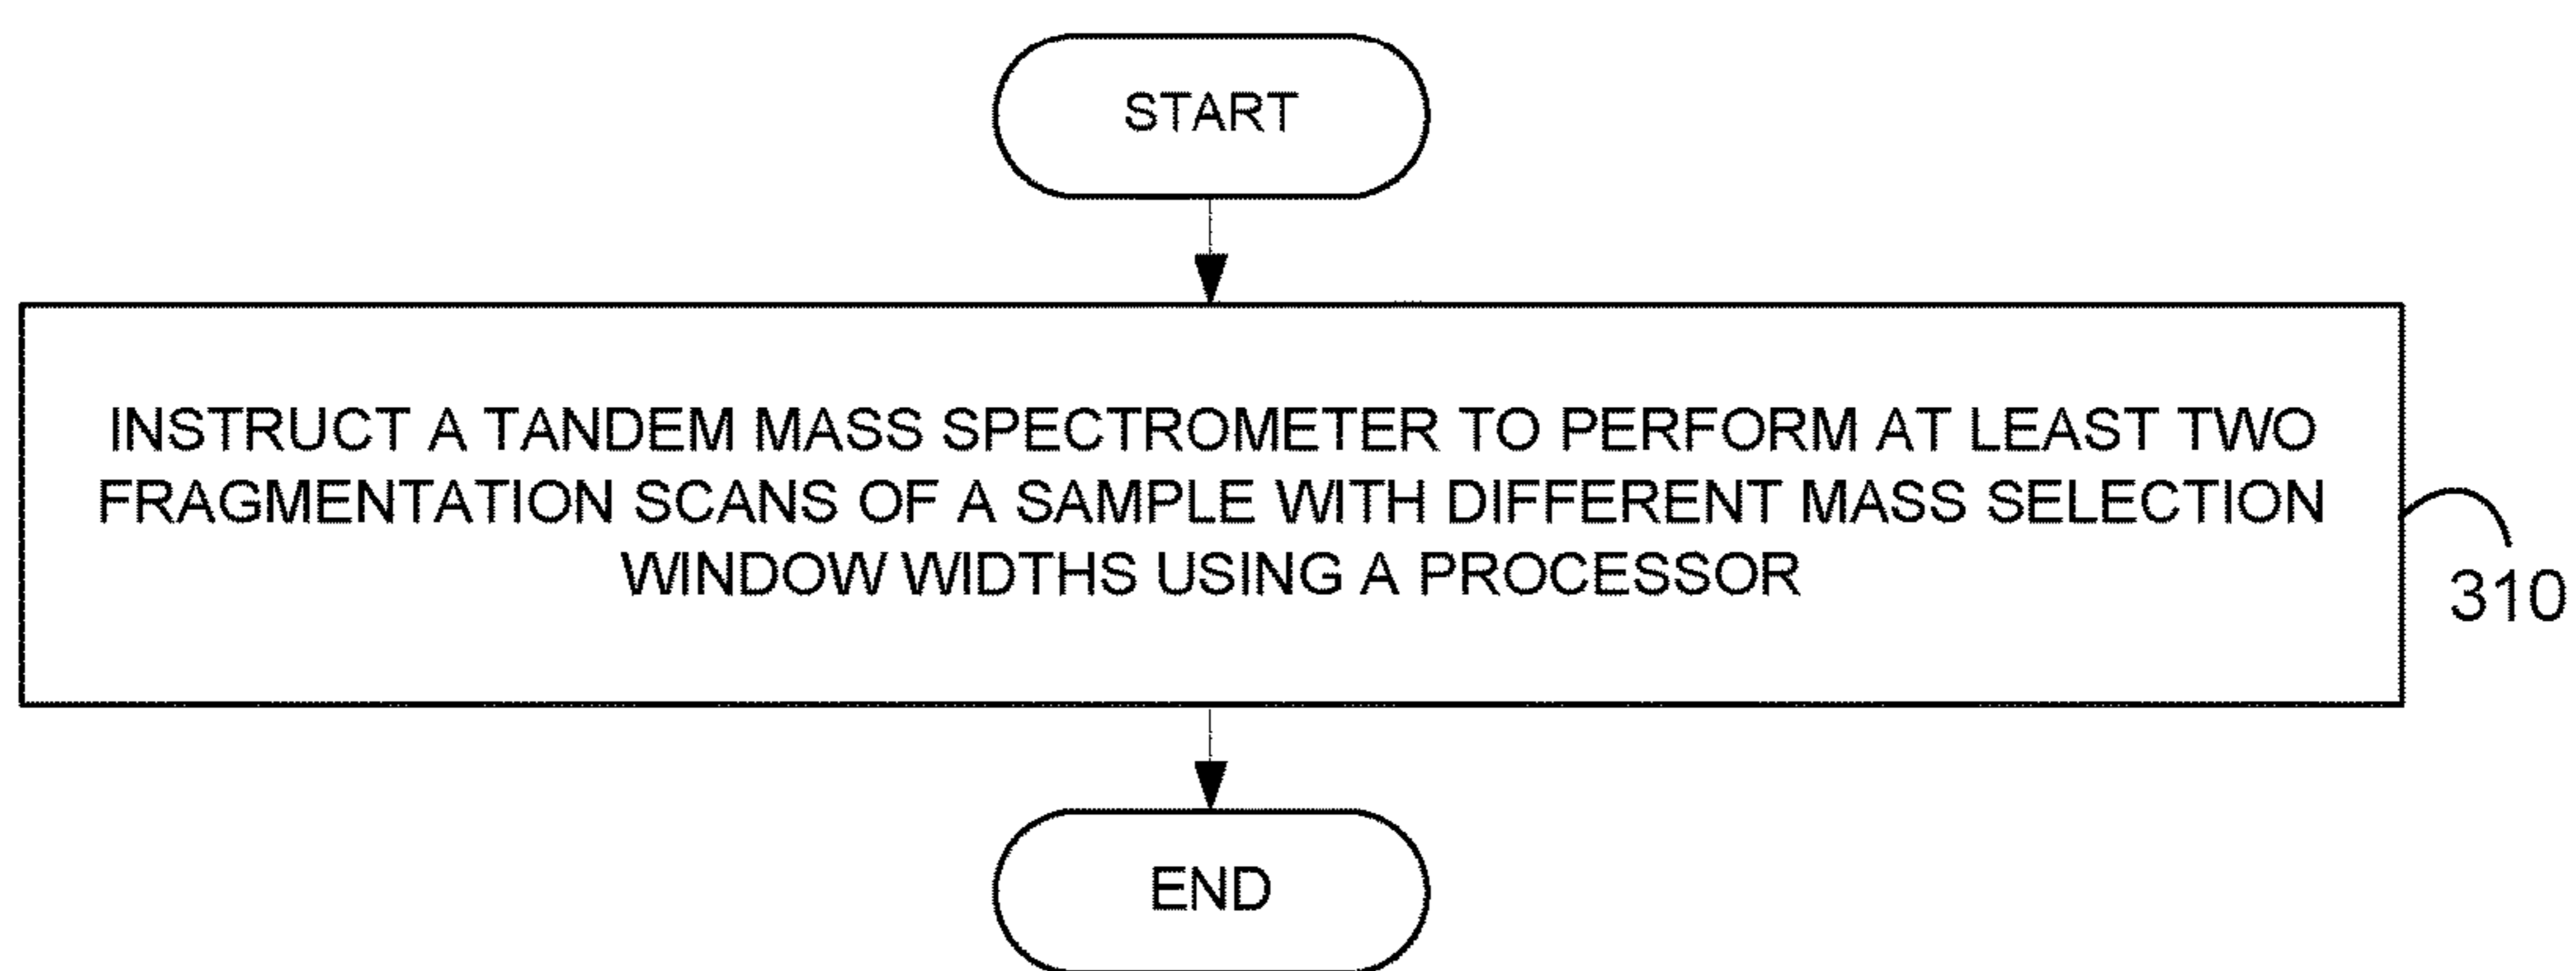 START
INSTRUCT A TANDEM MASS SPECTROMETER TO PERFORM AT LEAST TWO
FRAGMENTATION SCANS OF A SAMPLE WITH DIFFERENT MASS SELECTION
WINDOW WIDTHS USING A PROCESSOR
310
END